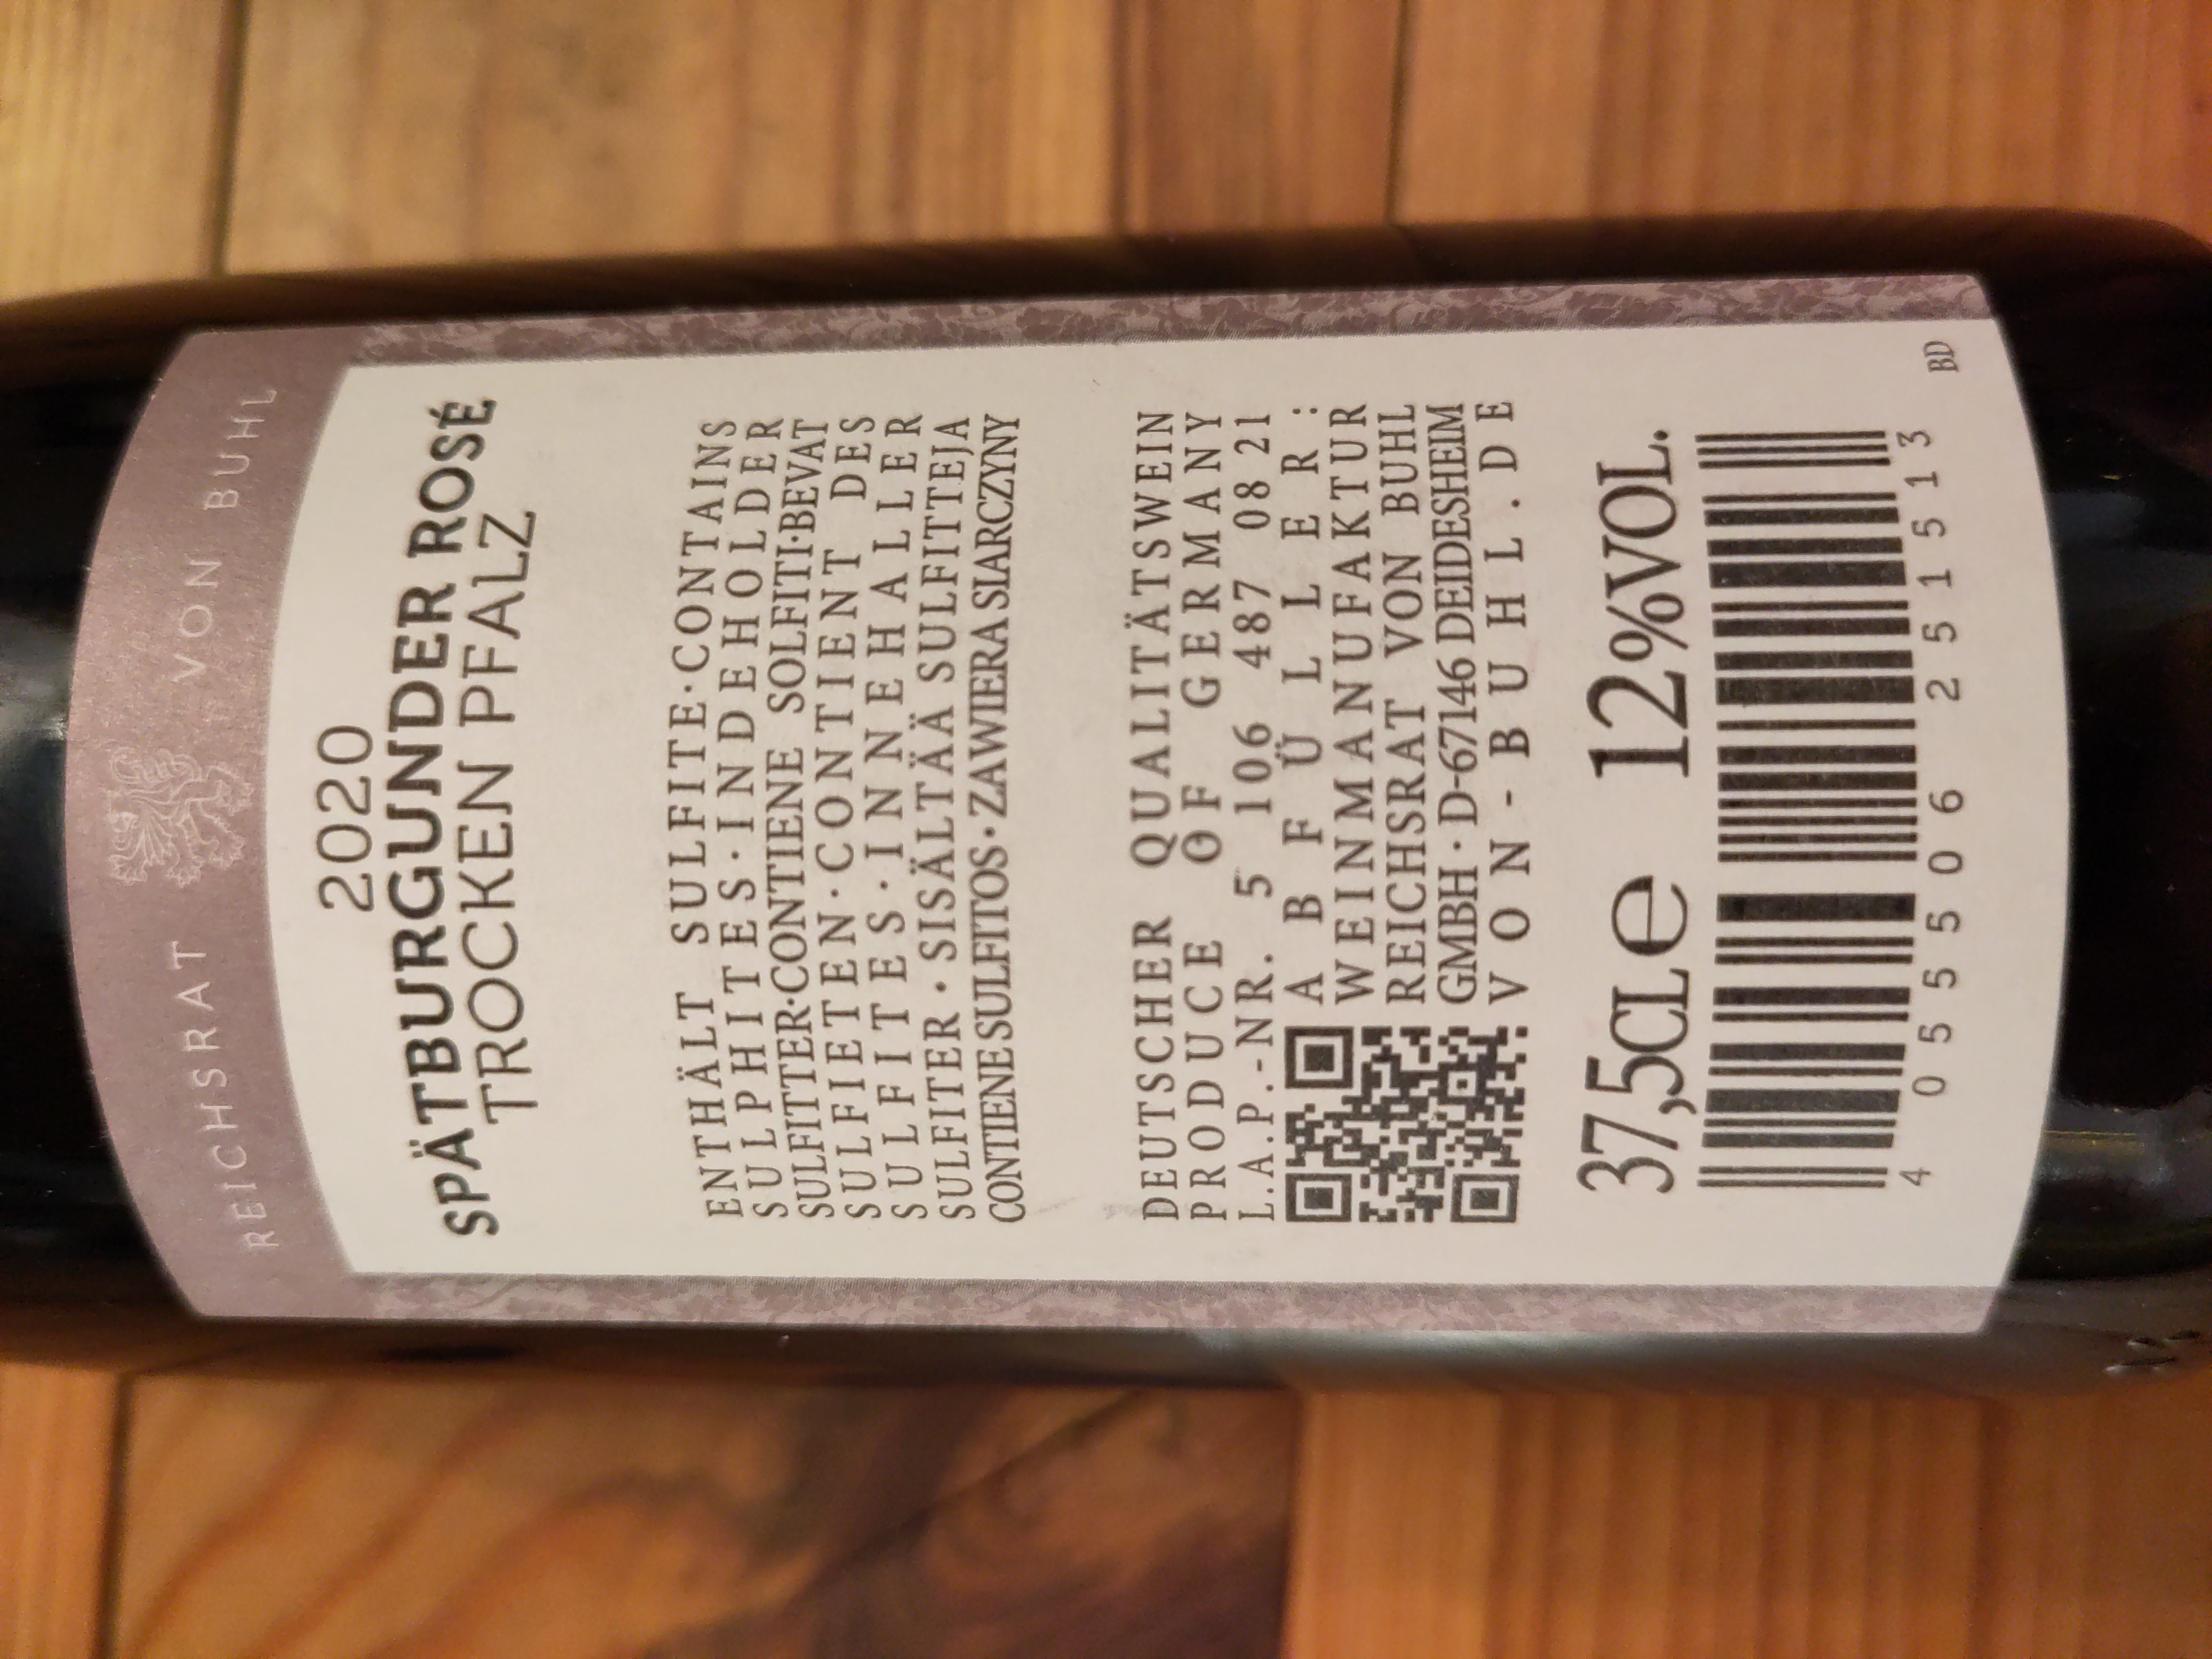 REICHSRAT VON BUHL
2020
SPÄTBURGUNDER ROSÉ
TROCKEN PFALZ
ENTHÄLT SULFITE·CONTAINS
SULPHITES·INDEHOLDER
SULFITTER·CONTIENE SOLFITI·BEVAT
SULFIETEN·CONTIENT DES
SULFITES·INNEHALLER
SULFITER·SISÄLTÄÄ SULFITTEJA
CONTIENE SULFITOS·ZAWIERA SIARCZYNY
DEUTSCHER QUALITÄTSWEIN
PRODUCE OF GERMANY
L.A.P.-NR. 5 106 487 08 21
ABFÜLLER:
WEINMANUFAKTUR
REICHSRAT VON BUHL
GMBH · D-67146 DEIDESHEIM
VON-BUHL.DE
37,5CL e 12%VOL.
4 055506 251513
BD